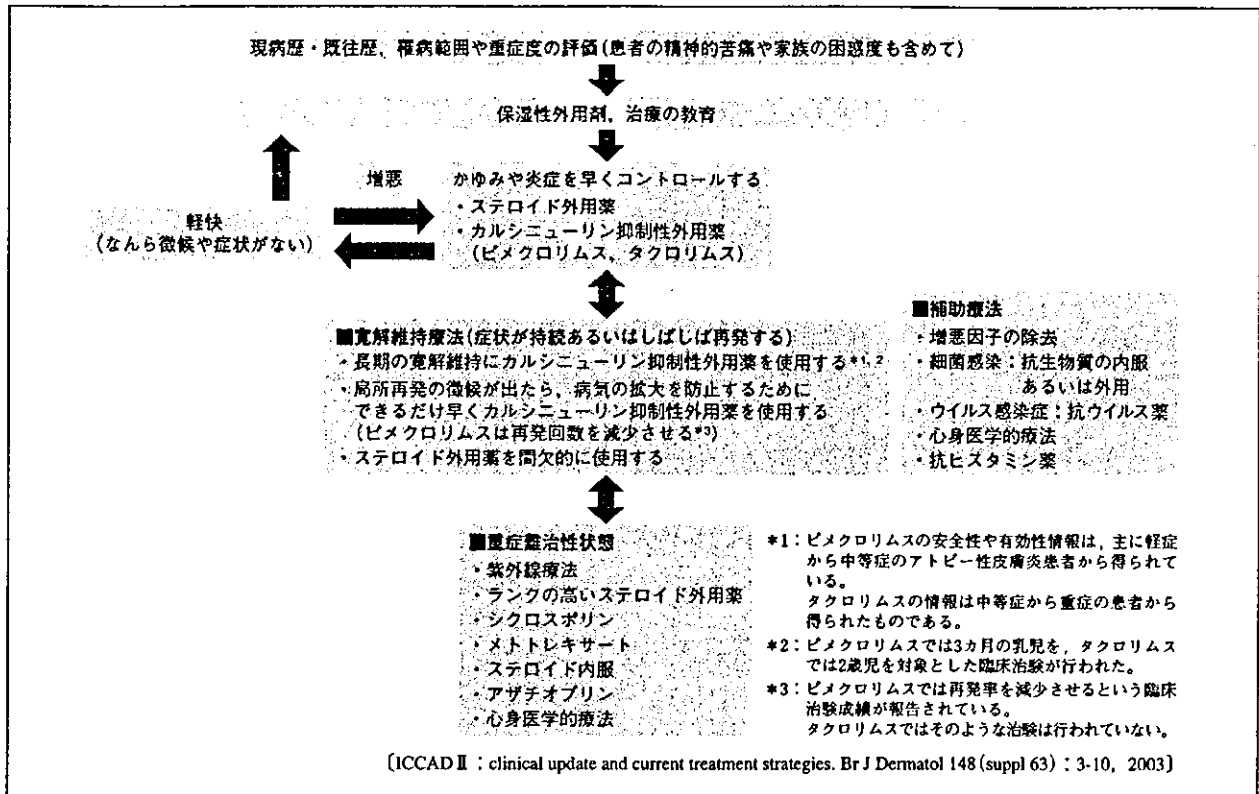 現病歴・既往歴，罹病範囲や重症度の評価(患者の精神的苦痛や家族の困惑度も含めて)
保湿性外用剤，治療の教育
増悪
かゆみや炎症を早くコントロールする
・ステロイド外用薬
・カルシニューリン抑制性外用薬
(ピメクロリムス，タクロリムス)
軽快
(なんら徴候や症状がない)
■寛解維持療法(症状が持続あるいはしばしば再発する)
・長期の寛解維持にカルシニューリン抑制性外用薬を使用する*1, 2
・局所再発の徴候が出たら，病気の拡大を防止するために
できるだけ早くカルシニューリン抑制性外用薬を使用する
(ピメクロリムスは再発回数を減少させる*3)
・ステロイド外用薬を間欠的に使用する
■補助療法
・増悪因子の除去
・細菌感染：抗生物質の内服
あるいは外用
・ウイルス感染症：抗ウイルス薬
・心身医学的療法
・抗ヒスタミン薬
■重症難治性状態
・紫外線療法
・ランクの高いステロイド外用薬
・シクロスポリン
・メトトレキサート
・ステロイド内服
・アザチオプリン
・心身医学的療法
*1：ピメクロリムスの安全性や有効性情報は，主に軽症
から中等症のアトピー性皮膚炎患者から得られて
いる。
タクロリムスの情報は中等症から重症の患者から
得られたものである。
*2：ピメクロリムスでは3カ月の乳児を，タクロリムス
では2歳児を対象とした臨床治験が行われた。
*3：ピメクロリムスでは再発率を減少させるという臨床
治験成績が報告されている。
タクロリムスではそのような治験は行われていない。
〔ICCAD Ⅱ：clinical update and current treatment strategies. Br J Dermatol 148 (suppl 63)：3-10, 2003〕